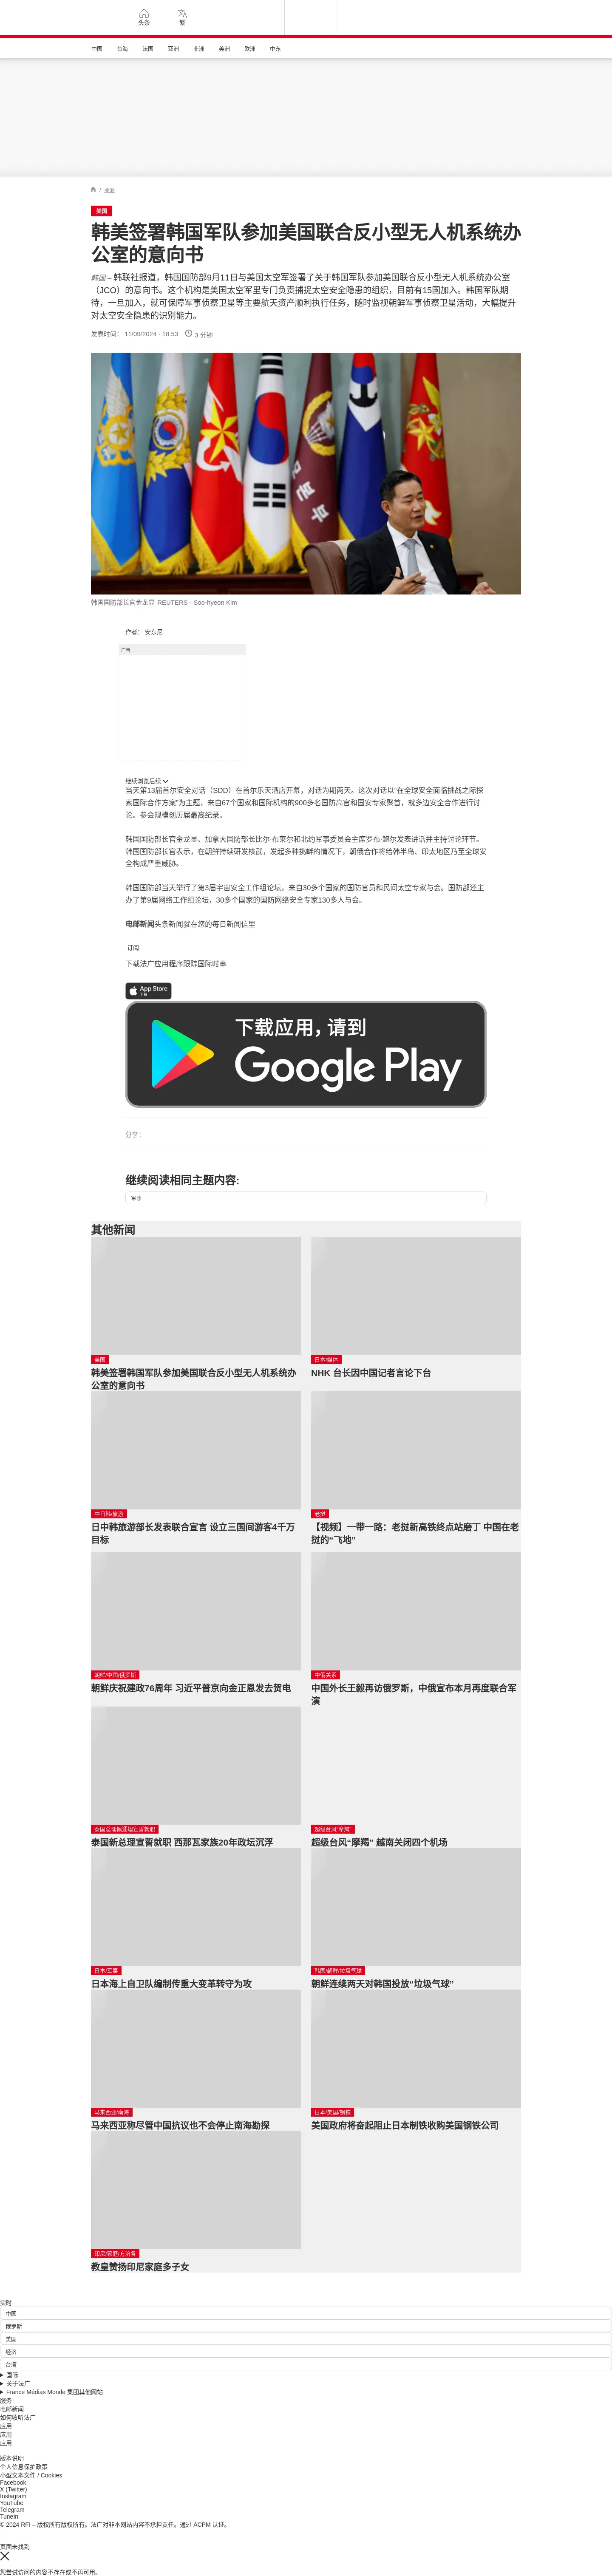 头条
繁
中国 台海 法国 亚洲 非洲 美洲 欧洲 中东
/ 亚洲
美国
韩美签署韩国军队参加美国联合反小型无人机系统办
公室的意向书
韩国 – 韩联社报道，韩国国防部9月11日与美国太空军签署了关于韩国军队参加美国联合反小型无人机系统办公室
（JCO）的意向书。这个机构是美国太空军里专门负责捕捉太空安全隐患的组织，目前有15国加入。韩国军队期
待，一旦加入，就可保障军事侦察卫星等主要航天资产顺利执行任务，随时监视朝鲜军事侦察卫星活动，大幅提升
对太空安全隐患的识别能力。
发表时间： 11/09/2024 - 18:53 3 分钟
韩国国防部长官金龙显 REUTERS - Soo-hyeon Kim
作者： 安东尼
广告
继续浏览后续
当天第13届首尔安全对话（SDD）在首尔乐天酒店开幕，对话为期两天。这次对话以“在全球安全面临挑战之际探
索国际合作方案”为主题，来自67个国家和国际机构的900多名国防高官和国安专家聚首，就多边安全合作进行讨
论。参会规模创历届最高纪录。
韩国国防部长官金龙显、加拿大国防部长比尔·布莱尔和北约军事委员会主席罗布·鲍尔发表讲话并主持讨论环节。
韩国国防部长官表示，在朝鲜持续研发核武，发起多种挑衅的情况下，朝俄合作将给韩半岛、印太地区乃至全球安
全构成严重威胁。
韩国国防部当天举行了第3届宇宙安全工作组论坛，来自30多个国家的国防官员和民间太空专家与会。国防部还主
办了第9届网络工作组论坛，30多个国家的国防网络安全专家130多人与会。
电邮新闻头条新闻就在您的每日新闻信里
订阅
下载法广应用程序跟踪国际时事
App Store
下载
下载应用，请到
Google Play
分享 :
继续阅读相同主题内容:
军事
其他新闻
美国
韩美签署韩国军队参加美国联合反小型无人机系统办
公室的意向书
日本/媒体
NHK 台长因中国记者言论下台
中日韩/旅游
日中韩旅游部长发表联合宣言 设立三国间游客4千万
目标
老挝
【视频】一带一路：老挝新高铁终点站磨丁 中国在老
挝的“飞地”
朝鲜/中国/俄罗斯
朝鲜庆祝建政76周年 习近平普京向金正恩发去贺电
中俄关系
中国外长王毅再访俄罗斯，中俄宣布本月再度联合军
演
泰国总理佩通坦宣誓就职
泰国新总理宣誓就职 西那瓦家族20年政坛沉浮
超级台风“摩羯”
超级台风“摩羯” 越南关闭四个机场
日本/军事
日本海上自卫队编制传重大变革转守为攻
韩国/朝鲜/垃圾气球
朝鲜连续两天对韩国投放“垃圾气球”
马来西亚/南海
马来西亚称尽管中国抗议也不会停止南海勘探
日本/美国/钢铁
美国政府将奋起阻止日本制铁收购美国钢铁公司
印尼/家庭/方济各
教皇赞扬印尼家庭多子女
实时
中国
俄罗斯
美国
经济
台湾
国际
关于法广
France Médias Monde 集团其他网站
服务
电邮新闻
如何收听法广
应用
应用
应用
版本说明
个人信息保护政策
小型文本文件 / Cookies
Facebook
X (Twitter)
Instagram
YouTube
Telegram
TuneIn
© 2024 RFI – 版权所有版权所有。法广对非本网站内容不承担责任。通过 ACPM 认证。
页面未找到
您尝试访问的内容不存在或不再可用。